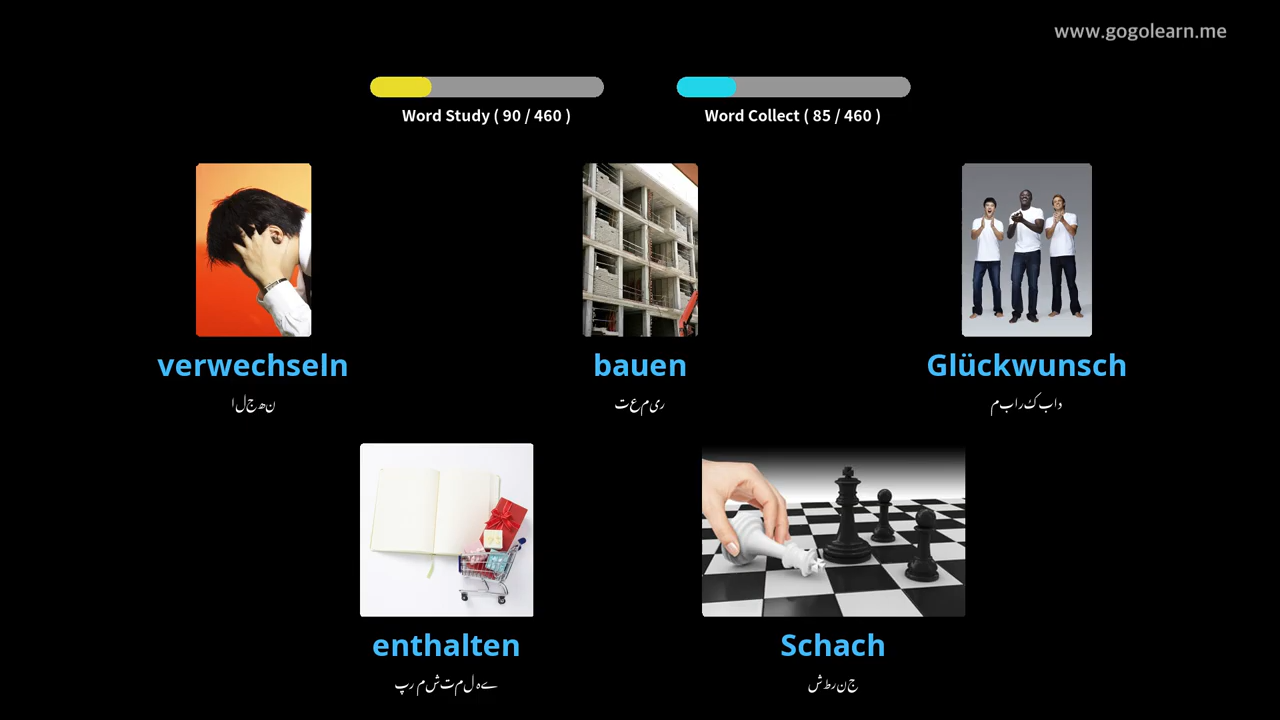 www.gogolearn.me
Word Study ( 90 / 460 )
Word Collect ( 85 / 460 )
verwechseln
الجھن
bauen
تعمیر
Glückwunsch
مبارکباد
enthalten
پر مشتمل ہے
Schach
شطرنج